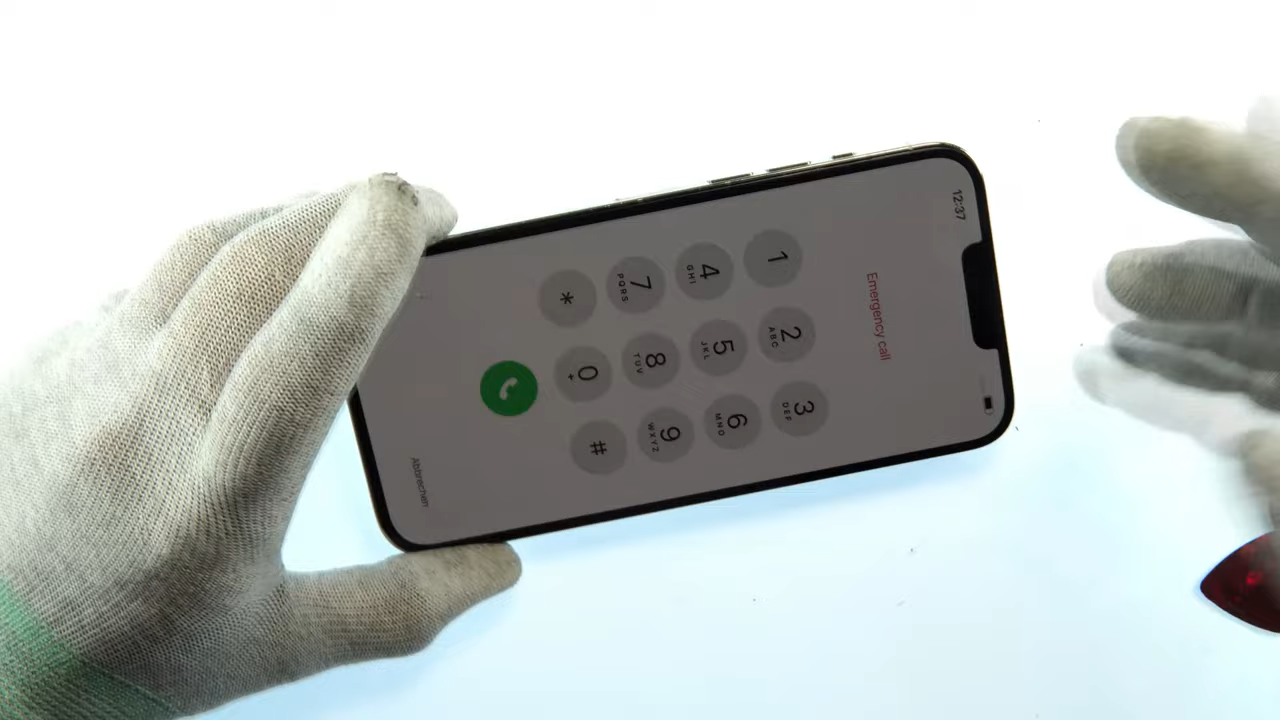 12:37
Emergency call
1
2 ABC
3 DEF
4 GHI
5 JKL
6 MNO
7 PQRS
8 TUV
9 WXYZ
*
0 +
#
Abbrechen